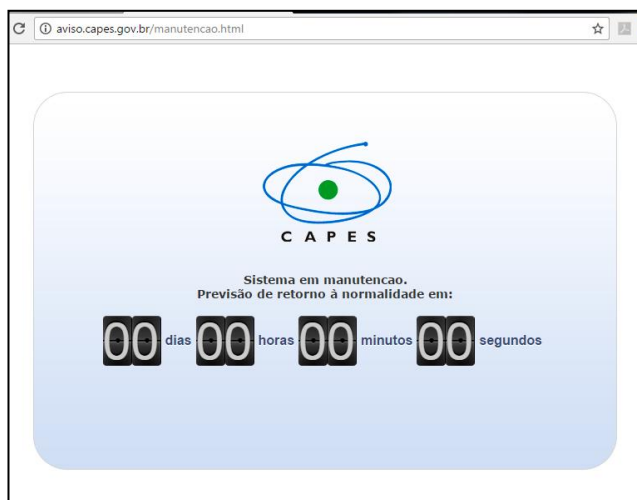 aviso.capes.gov.br/manutencao.html
CAPES
Sistema em manutencao.
Previsão de retorno à normalidade em:
00 dias 00 horas 00 minutos 00 segundos